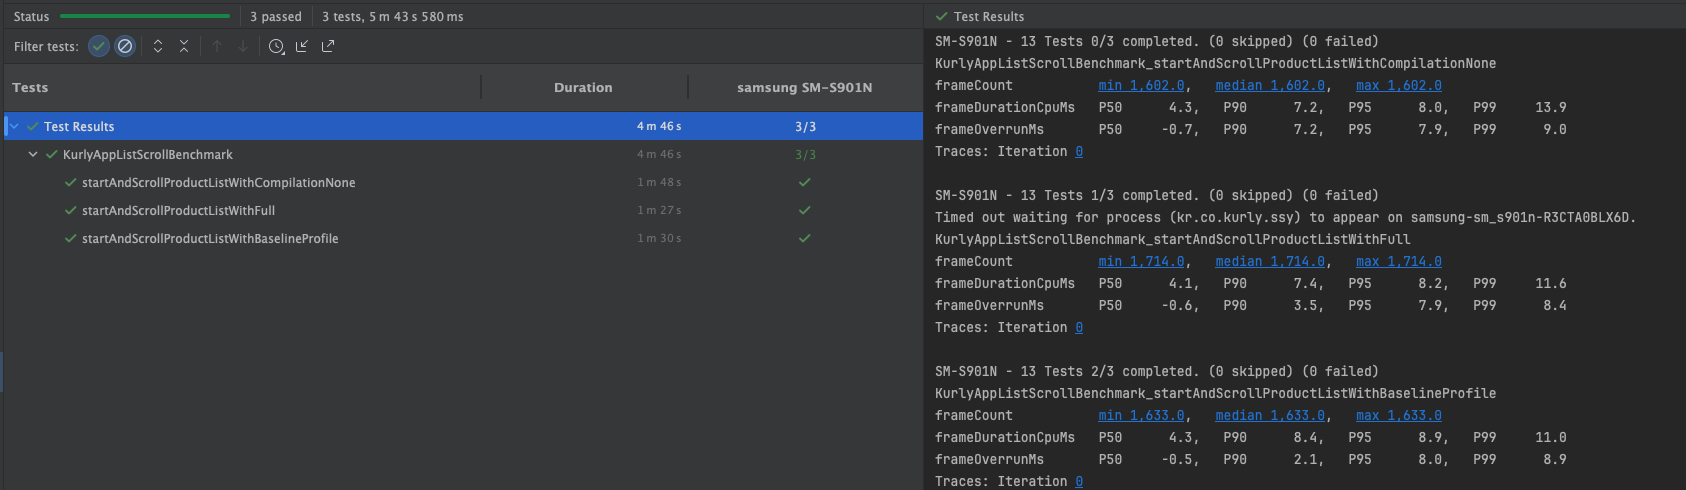 Status 3 passed 3 tests, 5 m 43 s 580 ms
Filter tests:
Tests Duration samsung SM-S901N
Test Results 4 m 46 s 3/3
KurlyAppListScrollBenchmark 4 m 46 s 3/3
startAndScrollProductListWithCompilationNone 1 m 48 s
startAndScrollProductListWithFull 1 m 27 s
startAndScrollProductListWithBaselineProfile 1 m 30 s
Test Results
SM-S901N - 13 Tests 0/3 completed. (0 skipped) (0 failed)
KurlyAppListScrollBenchmark_startAndScrollProductListWithCompilationNone
frameCount min 1,602.0, median 1,602.0, max 1,602.0
frameDurationCpuMs P50 4.3, P90 7.2, P95 8.0, P99 13.9
frameOverrunMs P50 -0.7, P90 7.2, P95 7.9, P99 9.0
Traces: Iteration 0
SM-S901N - 13 Tests 1/3 completed. (0 skipped) (0 failed)
Timed out waiting for process (kr.co.kurly.ssy) to appear on samsung-sm_s901n-R3CTA0BLX6D.
KurlyAppListScrollBenchmark_startAndScrollProductListWithFull
frameCount min 1,714.0, median 1,714.0, max 1,714.0
frameDurationCpuMs P50 4.1, P90 7.4, P95 8.2, P99 11.6
frameOverrunMs P50 -0.6, P90 3.5, P95 7.9, P99 8.4
Traces: Iteration 0
SM-S901N - 13 Tests 2/3 completed. (0 skipped) (0 failed)
KurlyAppListScrollBenchmark_startAndScrollProductListWithBaselineProfile
frameCount min 1,633.0, median 1,633.0, max 1,633.0
frameDurationCpuMs P50 4.3, P90 8.4, P95 8.9, P99 11.0
frameOverrunMs P50 -0.5, P90 2.1, P95 8.0, P99 8.9
Traces: Iteration 0